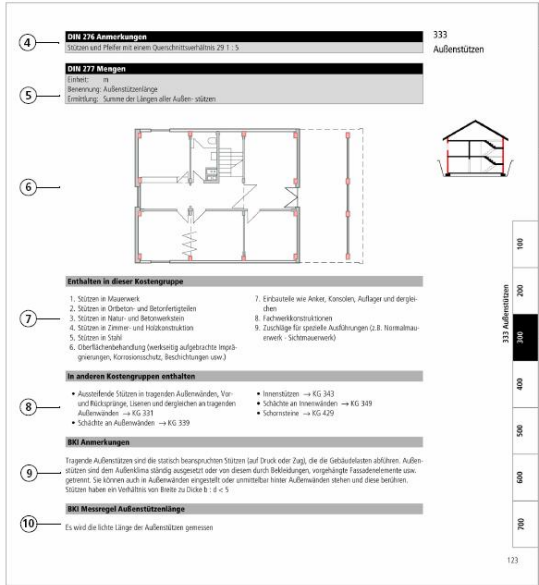 333
Außenstützen
4
DIN 276 Anmerkungen
Stützen und Pfeifer mit einem Querschnittsverhältnis 29 1 : 5
5
DIN 277 Mengen
Einheit: m
Benennung: Außenstützenlänge
Ermittlung: Summe der Längen aller Außen- stützen
6
7
Enthalten in dieser Kostengruppe
1. Stützen in Mauerwerk
2. Stützen in Ortbeton- und Betonfertigteilen
3. Stützen in Natur- und Betonwerkstein
4. Stützen in Zimmer- und Holzkonstruktion
5. Stützen in Stahl
6. Oberflächenbehandlung (werkseitig aufgebrachte Imprä-
gnierungen, Korrosionsschutz, Beschichtungen usw.)
7. Einbauteile wie Anker, Konsolen, Auflager und derglei-
chen
8. Fachwerkkonstruktionen
9. Zuschläge für spezielle Ausführungen (z.B. Normalmau-
erwerk - Sichtmauerwerk)
8
In anderen Kostengruppen enthalten
• Aussteifende Stützen in tragenden Außenwänden, Vor-
und Rücksprünge, Lisenen und dergleichen an tragenden
Außenwänden → KG 331
• Schächte an Außenwänden → KG 339
• Innenstützen → KG 343
• Schächte an Innenwänden → KG 349
• Schornsteine → KG 429
9
BKI Anmerkungen
Tragende Außenstützen sind die statisch beanspruchten Stützen (auf Druck oder Zug), die die Gebäudelasten abführen. Außen-
stützen sind dem Außenklima ständig ausgesetzt oder von diesem durch Bekleidungen, vorgehängte Fassadenelemente usw.
getrennt. Sie können auch in Außenwänden eingestellt oder unmittelbar hinter Außenwänden stehen und diese berühren.
Stützen haben ein Verhältnis von Breite zu Dicke b : d < 5
10
BKI Messregel Außenstützenlänge
Es wird die lichte Länge der Außenstützen gemessen
100
200
333 Außenstützen
300
400
500
600
700
123